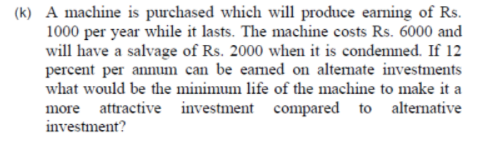 (k) A machine is purchased which will produce earning of Rs.
1000 per year while it lasts. The machine costs Rs. 6000 and
will have a salvage of Rs. 2000 when it is condemned. If 12
percent per annum can be earned on alternate investments
what would be the minimum life of the machine to make it a
more attractive investment compared to alternative
investment?